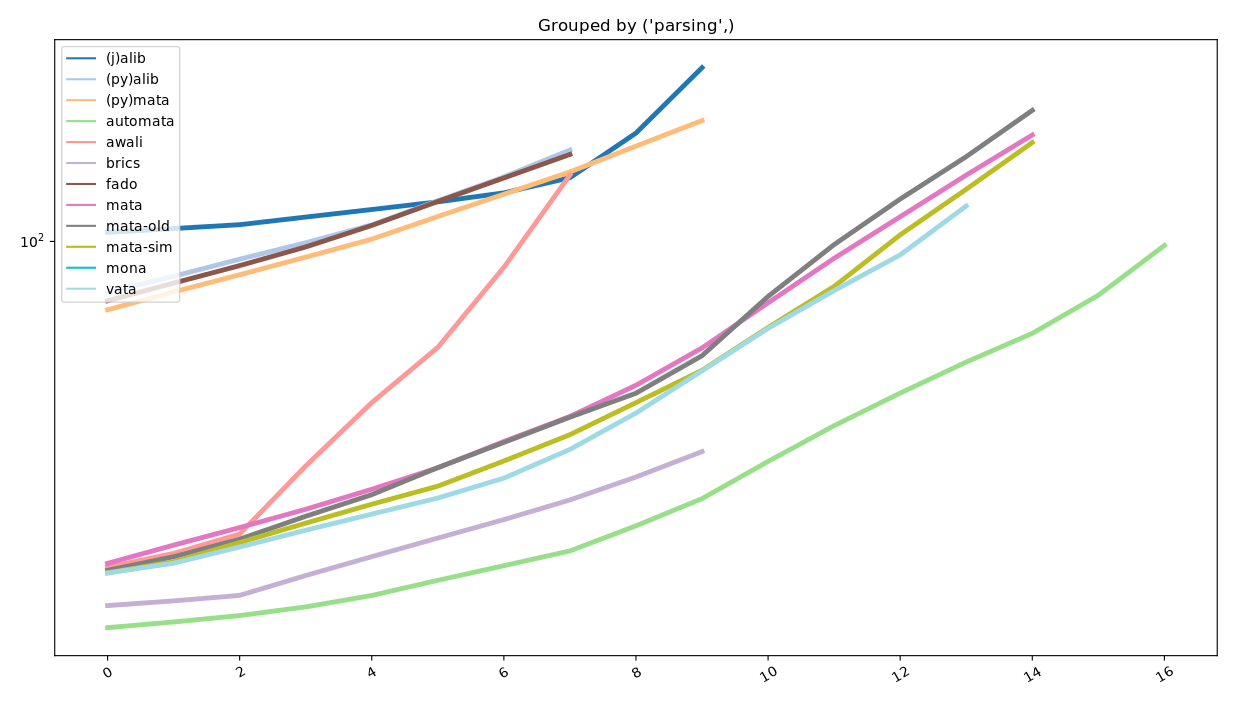 Grouped by ('parsing',)
(j)alib
(py)alib
(py)mata
automata
awali
brics
fado
mata
mata-old
mata-sim
mona
vata
10²
0 2 4 6 8 10 12 14 16